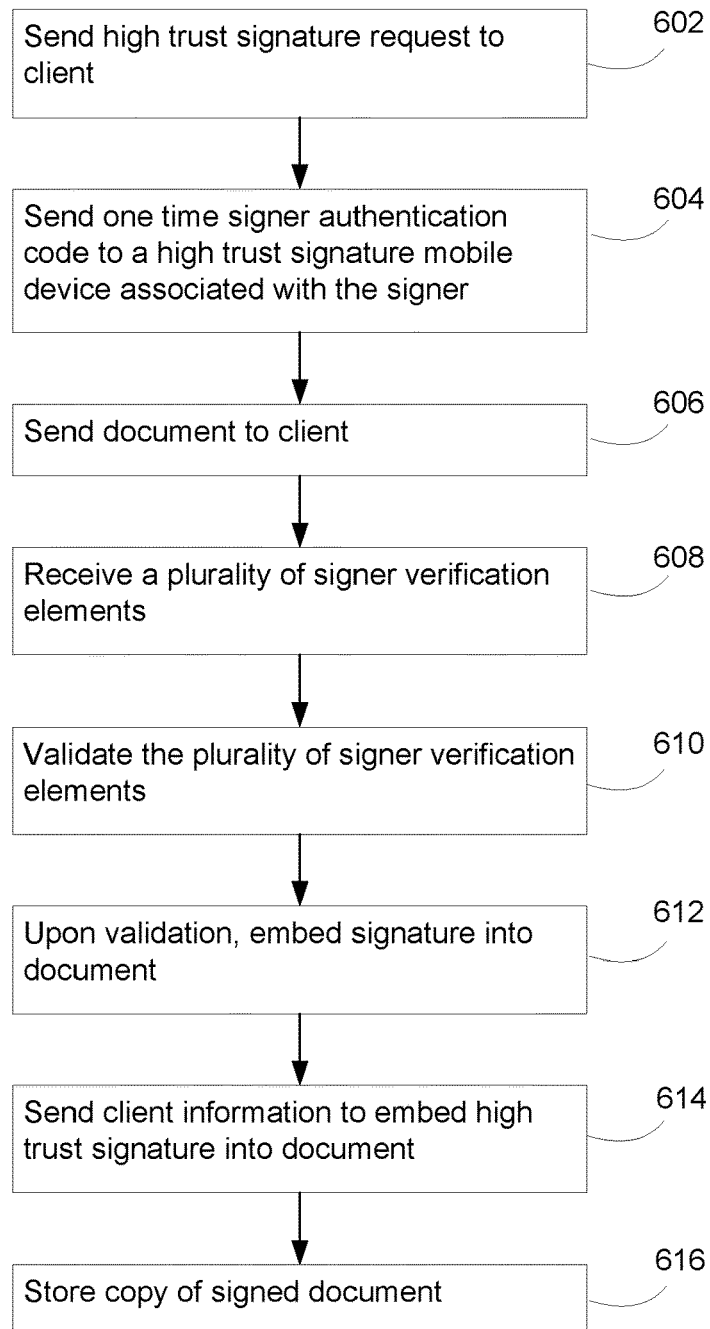 Send high trust signature request to
client
602
Send one time signer authentication
code to a high trust signature mobile
device associated with the signer
604
Send document to client
606
Receive a plurality of signer verification
elements
608
Validate the plurality of signer verification
elements
610
Upon validation, embed signature into
document
612
Send client information to embed high
trust signature into document
614
Store copy of signed document
616